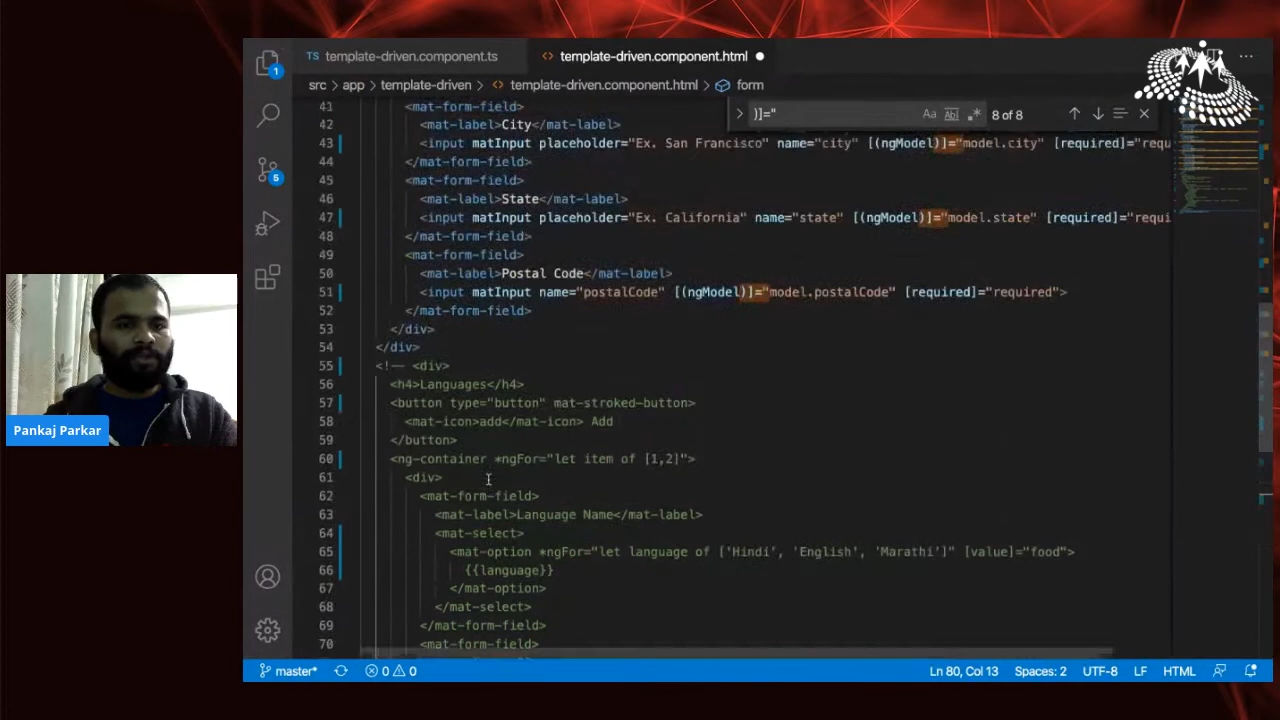 TS template-driven.component.ts
<> template-driven.component.html
src > app > template-driven > <> template-driven.component.html > form
)]="
Aa Abl .*
8 of 8
41 <mat-form-field>
42 <mat-label>City</mat-label>
43 <input matInput placeholder="Ex. San Francisco" name="city" [(ngModel)]="model.city" [required]="requ
44 </mat-form-field>
45 <mat-form-field>
46 <mat-label>State</mat-label>
47 <input matInput placeholder="Ex. California" name="state" [(ngModel)]="model.state" [required]="requi
48 </mat-form-field>
49 <mat-form-field>
50 <mat-label>Postal Code</mat-label>
51 <input matInput name="postalCode" [(ngModel)]="model.postalCode" [required]="required">
52 </mat-form-field>
53 </div>
54 </div>
55 <!-- <div>
56 <h4>Languages</h4>
57 <button type="button" mat-stroked-button>
58 <mat-icon>add</mat-icon> Add
59 </button>
60 <ng-container *ngFor="let item of [1,2]">
61 <div>
62 <mat-form-field>
63 <mat-label>Language Name</mat-label>
64 <mat-select>
65 <mat-option *ngFor="let language of ['Hindi', 'English', 'Marathi']" [value]="food">
66 {{language}}
67 </mat-option>
68 </mat-select>
69 </mat-form-field>
70 <mat-form-field>
1
5
Pankaj Parkar
master* 0 0 Ln 80, Col 13 Spaces: 2 UTF-8 LF HTML